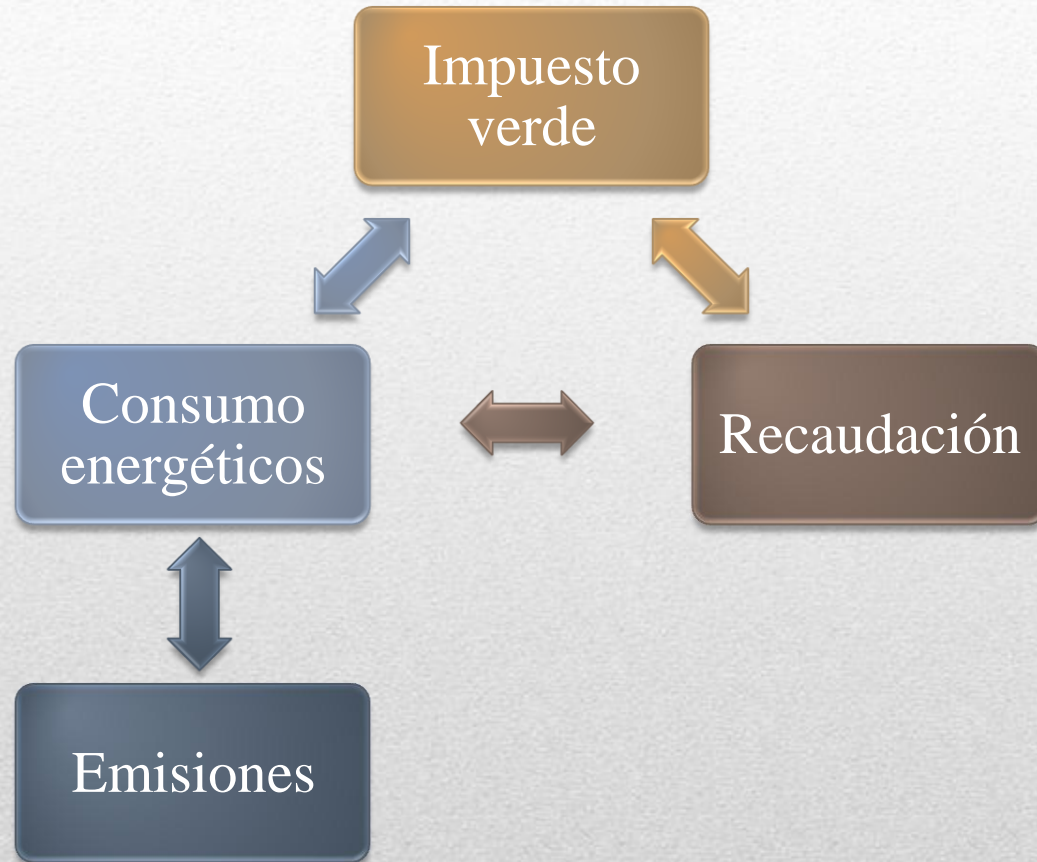 Impuesto
verde
Consumo
energéticos
Recaudación
Emisiones